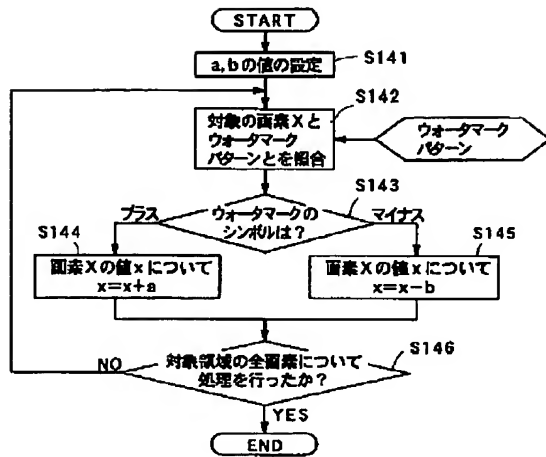 START
a,bの値の設定
S141
S142
対象の画素Xと
ウォータマーク
パターンとを照合
ウォータマーク
パターン
S143
プラス
ウォータマークの
シンボルは？
マイナス
S144
画素Xの値xについて
x=x+a
S145
画素Xの値xについて
x=x-b
S146
対象領域の全画素について
処理を行ったか？
NO
YES
END